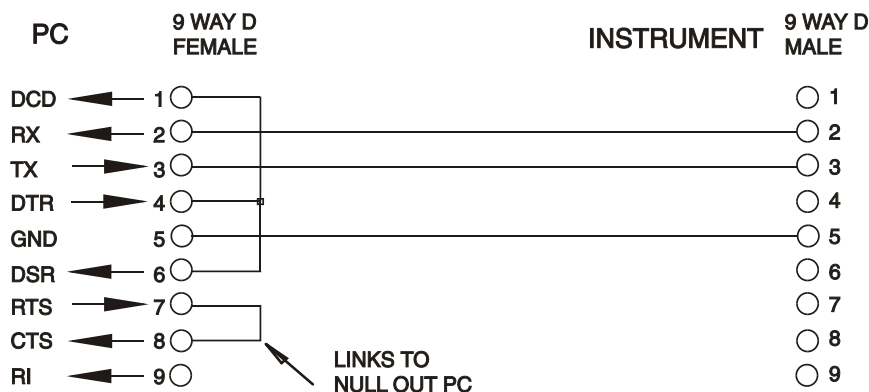 PC
9 WAY D
FEMALE
INSTRUMENT
9 WAY D
MALE
DCD 1 1
RX 2 2
TX 3 3
DTR 4 4
GND 5 5
DSR 6 6
RTS 7 7
CTS 8 8
RI 9 9
LINKS TO
NULL OUT PC